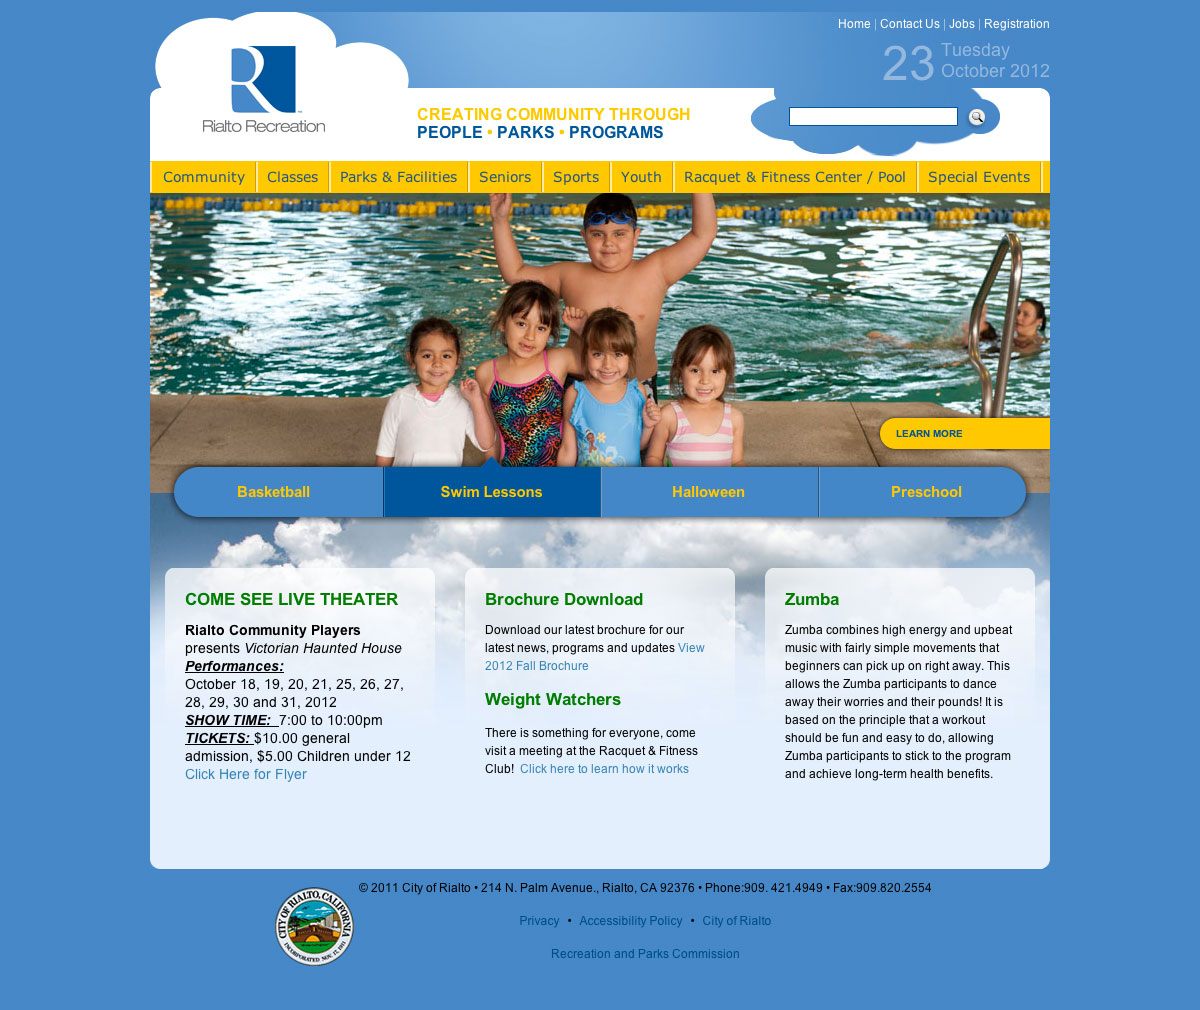 Home | Contact Us | Jobs | Registration
23 Tuesday
October 2012
R
Rialto Recreation
CREATING COMMUNITY THROUGH
PEOPLE • PARKS • PROGRAMS
Community Classes Parks & Facilities Seniors Sports Youth Racquet & Fitness Center / Pool Special Events
LEARN MORE
Basketball Swim Lessons Halloween Preschool
COME SEE LIVE THEATER
Rialto Community Players
presents Victorian Haunted House
Performances:
October 18, 19, 20, 21, 25, 26, 27,
28, 29, 30 and 31, 2012
SHOW TIME: 7:00 to 10:00pm
TICKETS: $10.00 general
admission, $5.00 Children under 12
Click Here for Flyer
Brochure Download
Download our latest brochure for our
latest news, programs and updates View
2012 Fall Brochure
Weight Watchers
There is something for everyone, come
visit a meeting at the Racquet & Fitness
Club! Click here to learn how it works
Zumba
Zumba combines high energy and upbeat
music with fairly simple movements that
beginners can pick up on right away. This
allows the Zumba participants to dance
away their worries and their pounds! It is
based on the principle that a workout
should be fun and easy to do, allowing
Zumba participants to stick to the program
and achieve long-term health benefits.
© 2011 City of Rialto • 214 N. Palm Avenue., Rialto, CA 92376 • Phone:909. 421.4949 • Fax:909.820.2554
Privacy • Accessibility Policy • City of Rialto
Recreation and Parks Commission
CITY OF RIALTO, CALIFORNIA
INCORPORATED NOV. 17, 1911